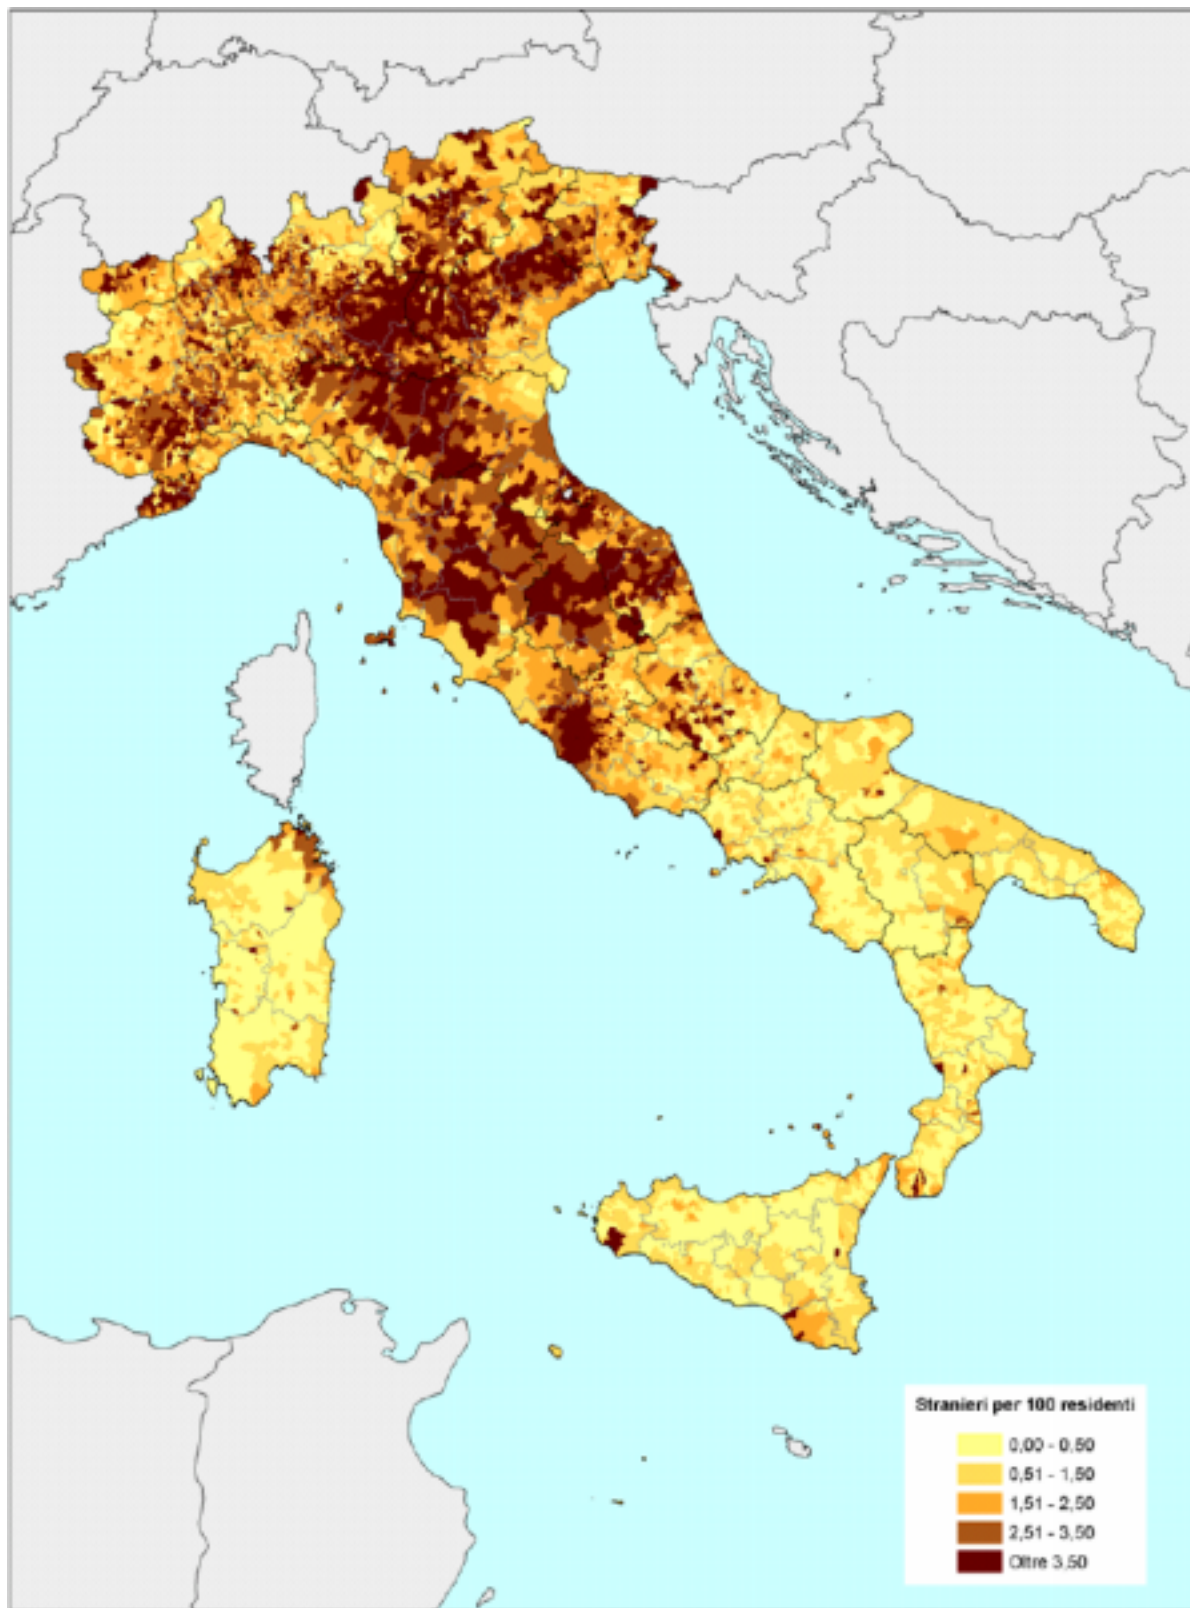 Stranieri per 100 residenti
0,00 - 0,50
0,51 - 1,50
1,51 - 2,50
2,51 - 3,50
Oltre 3,50